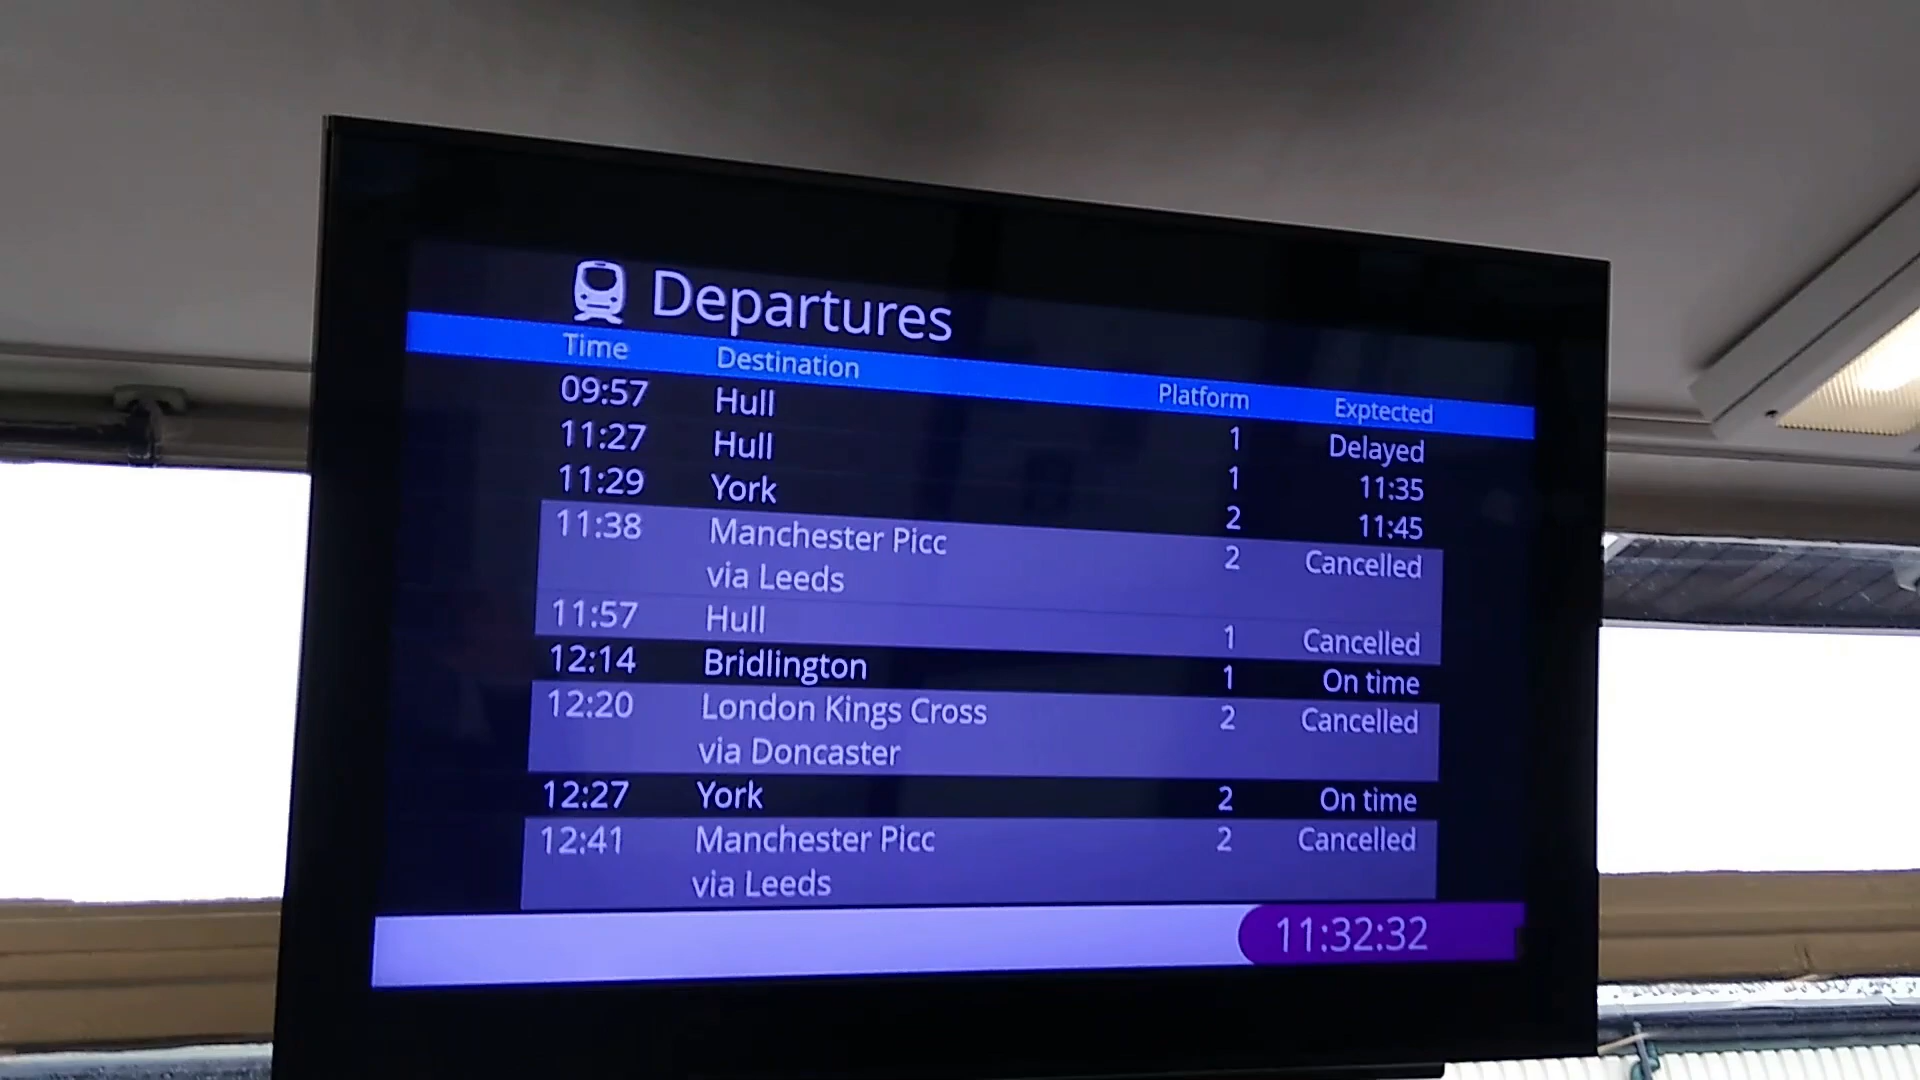 Departures
Time Destination Platform Exptected
09:57 Hull 1 Delayed
11:27 Hull 1 11:35
11:29 York 2 11:45
11:38 Manchester Picc 2 Cancelled
via Leeds
11:57 Hull 1 Cancelled
12:14 Bridlington 1 On time
12:20 London Kings Cross 2 Cancelled
via Doncaster
12:27 York 2 On time
12:41 Manchester Picc 2 Cancelled
via Leeds
11:32:32